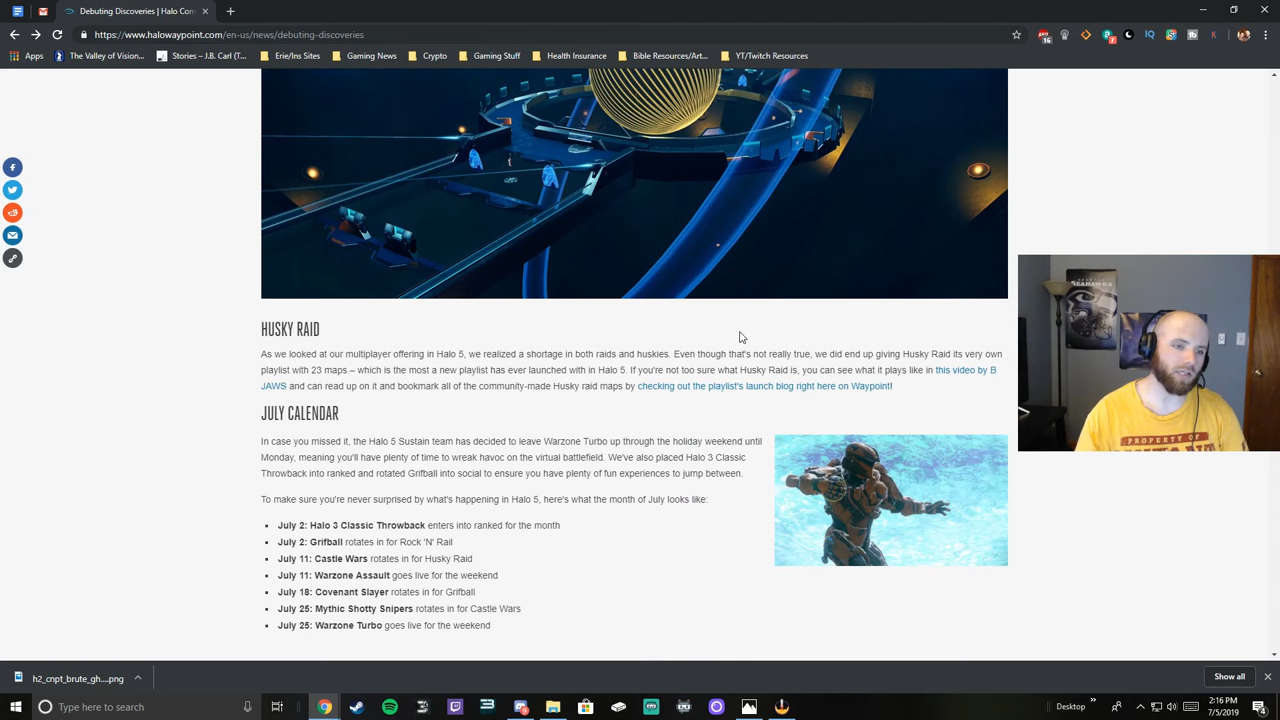 Debuting Discoveries | Halo Com
https://www.halowaypoint.com/en-us/news/debuting-discoveries
Apps
The Valley of Vision...
Stories – J.B. Carl (T...
Erie/Ins Sites
Gaming News
Crypto
Gaming Stuff
Health Insurance
Bible Resources/Art...
YT/Twitch Resources
HUSKY RAID
As we looked at our multiplayer offering in Halo 5, we realized a shortage in both raids and huskies. Even though that's not really true, we did end up giving Husky Raid its very own
playlist with 23 maps – which is the most a new playlist has ever launched with in Halo 5. If you're not too sure what Husky Raid is, you can see what it plays like in this video by B
JAWS and can read up on it and bookmark all of the community-made Husky raid maps by checking out the playlist's launch blog right here on Waypoint!
JULY CALENDAR
In case you missed it, the Halo 5 Sustain team has decided to leave Warzone Turbo up through the holiday weekend until
Monday, meaning you'll have plenty of time to wreak havoc on the virtual battlefield. We've also placed Halo 3 Classic
Throwback into ranked and rotated Grifball into social to ensure you have plenty of fun experiences to jump between.
To make sure you're never surprised by what's happening in Halo 5, here's what the month of July looks like:
July 2: Halo 3 Classic Throwback enters into ranked for the month
July 2: Grifball rotates in for Rock 'N' Rail
July 11: Castle Wars rotates in for Husky Raid
July 11: Warzone Assault goes live for the weekend
July 18: Covenant Slayer rotates in for Grifball
July 25: Mythic Shotty Snipers rotates in for Castle Wars
July 25: Warzone Turbo goes live for the weekend
SEAHAWKS
PROPERTY OF
h2_cnpt_brute_gh....png
Show all
Type here to search
Desktop
2:16 PM
7/5/2019